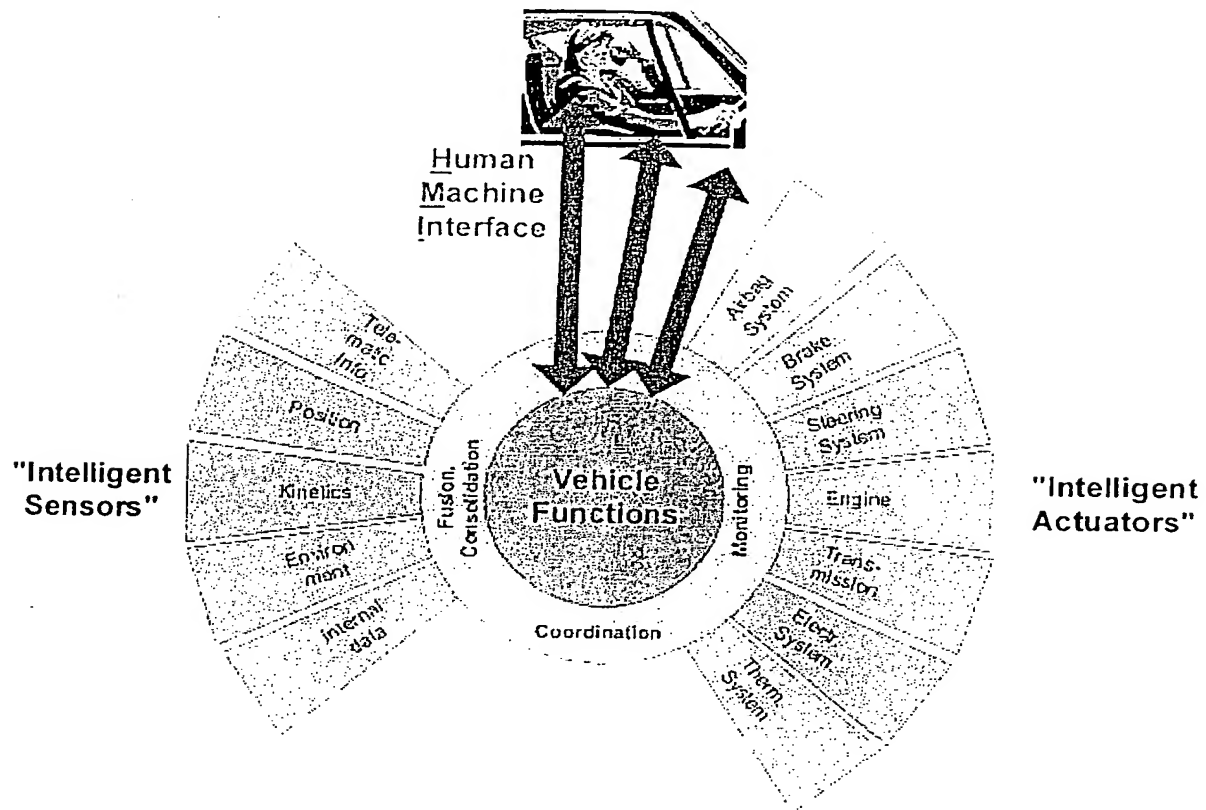 Human
Machine
Interface
Tele-
matic
Info.
Position
Kinetics
Environ
ment
internal
data
"Intelligent
Sensors"
Fusion,
Consolidation
Vehicle
Functions
Monitoring
Coordination
Airbag
System
Brake
System
Steering
System
Engine
Trans-
mission
Electr.
System
Therm.
System
"Intelligent
Actuators"